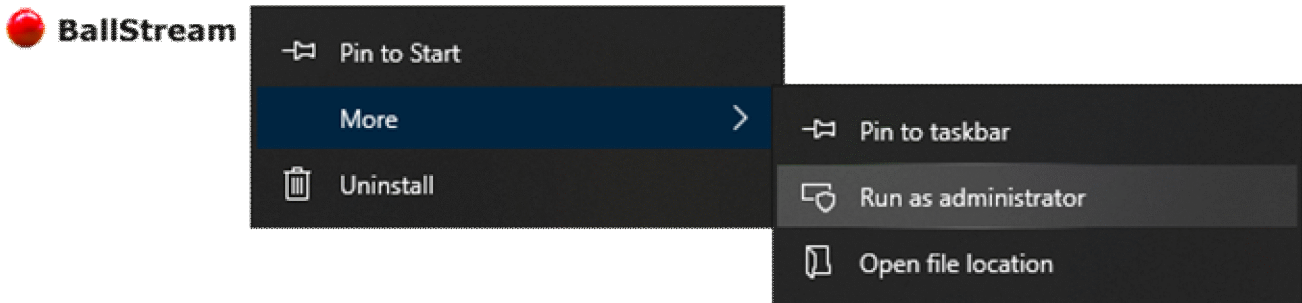 BallStream
Pin to Start
More
Uninstall
Pin to taskbar
Run as administrator
Open file location